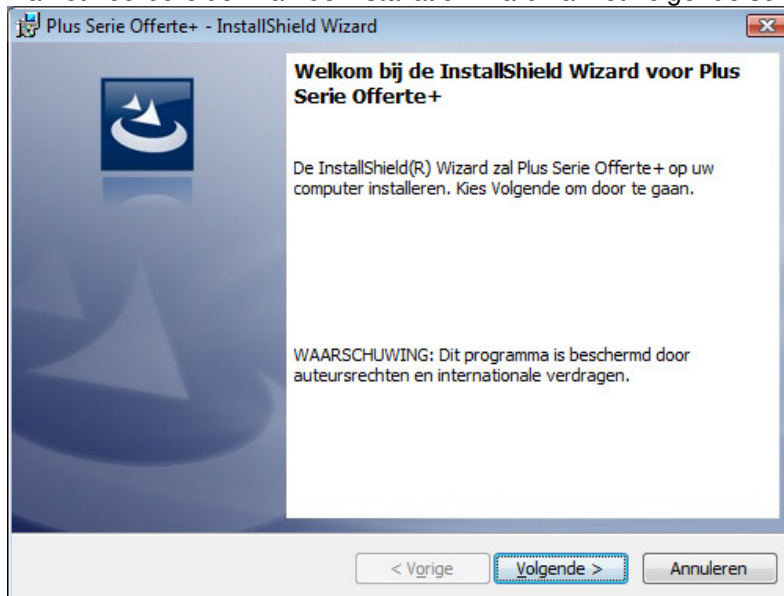 Plus Serie Offerte+ - InstallShield Wizard
Welkom bij de InstallShield Wizard voor Plus
Serie Offerte+
De InstallShield(R) Wizard zal Plus Serie Offerte+ op uw
computer installeren. Kies Volgende om door te gaan.
WAARSCHUWING: Dit programma is beschermd door
auteursrechten en internationale verdragen.
< Vorige
Volgende >
Annuleren